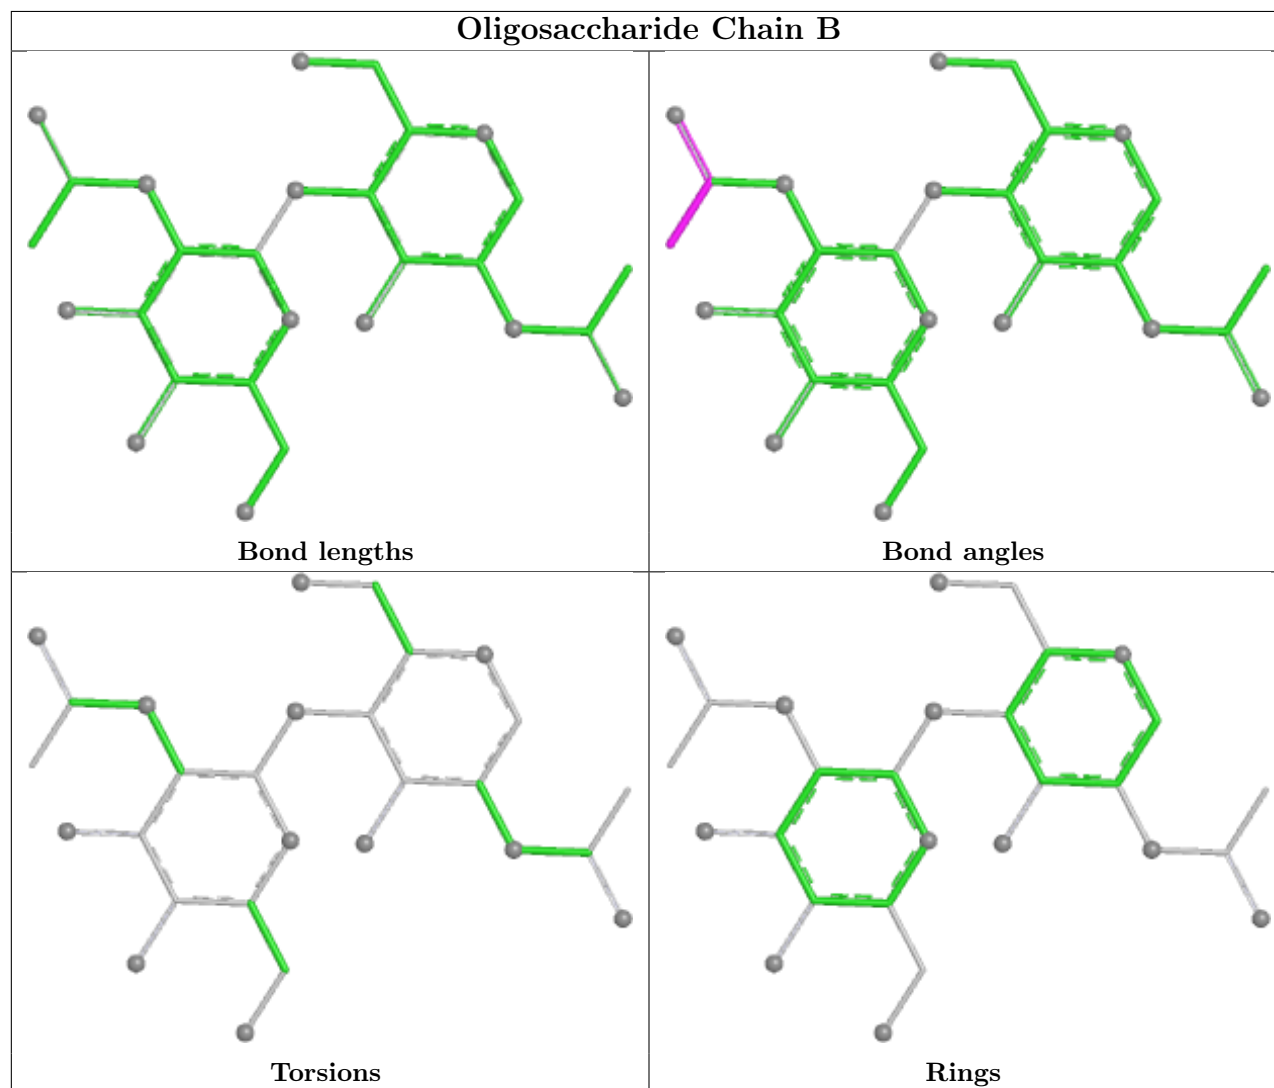 Oligosaccharide Chain B
Bond lengths
Bond angles
Torsions
Rings